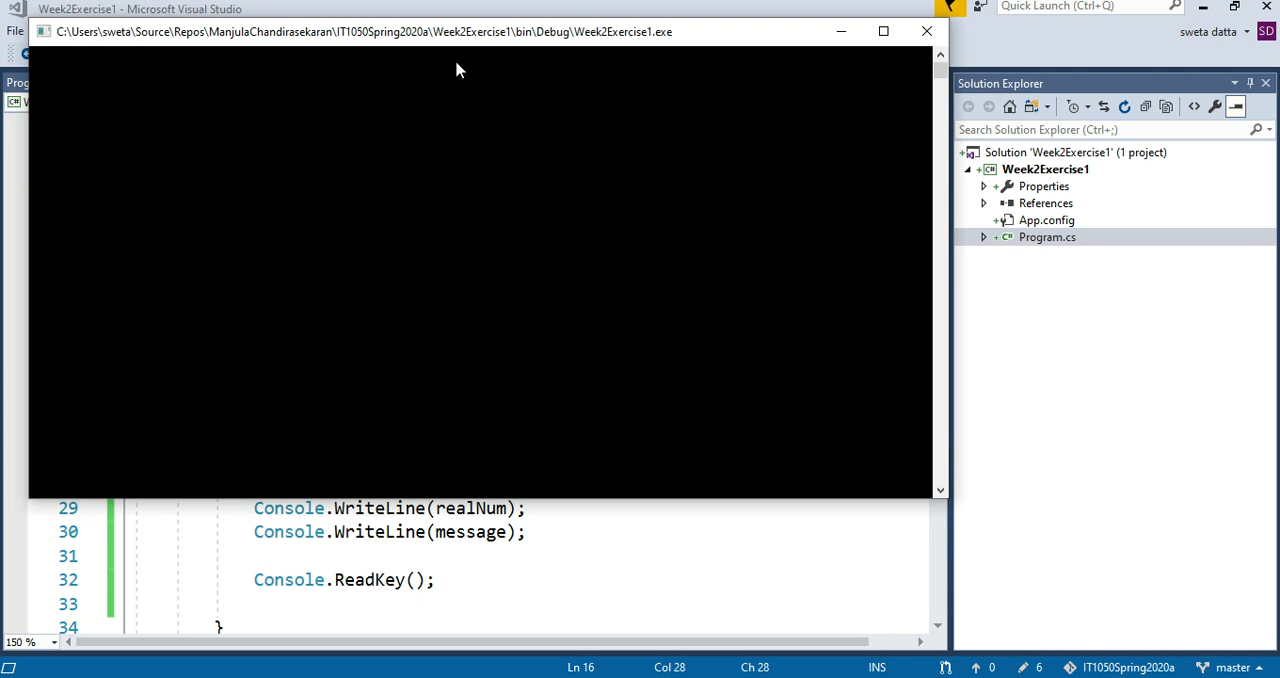 Week2Exercise1 - Microsoft Visual Studio
Quick Launch (Ctrl+Q)
File
C:\Users\sweta\Source\Repos\ManjulaChandirasekaran\IT1050Spring2020a\Week2Exercise1\bin\Debug\Week2Exercise1.exe
sweta datta
SD
Prog
C# W
Solution Explorer
Search Solution Explorer (Ctrl+;)
Solution 'Week2Exercise1' (1 project)
C# Week2Exercise1
Properties
References
App.config
C# Program.cs
29 Console.WriteLine(realNum);
30 Console.WriteLine(message);
31
32 Console.ReadKey();
33
34 }
150 %
Ln 16 Col 28 Ch 28 INS 0 6 IT1050Spring2020a master